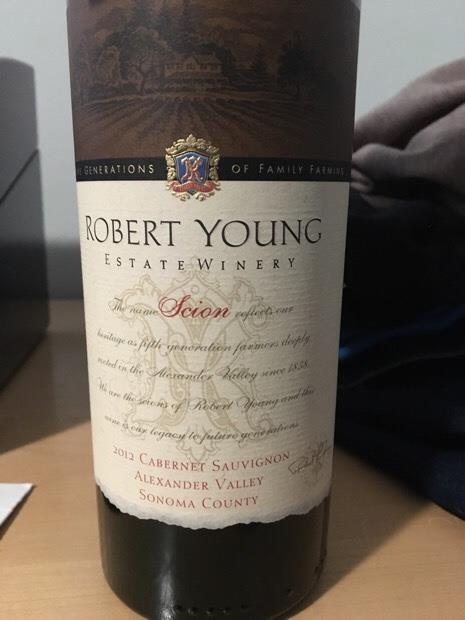 GENERATIONS OF FAMILY FARMING
ROBERT YOUNG
ESTATE WINERY
The name Scion reflects our
heritage as fifth generation farmers deeply
rooted in the Alexander Valley since 1858.
We are the scions of Robert Young and this
wine is our legacy to future generations.
2012 CABERNET SAUVIGNON
ALEXANDER VALLEY
SONOMA COUNTY